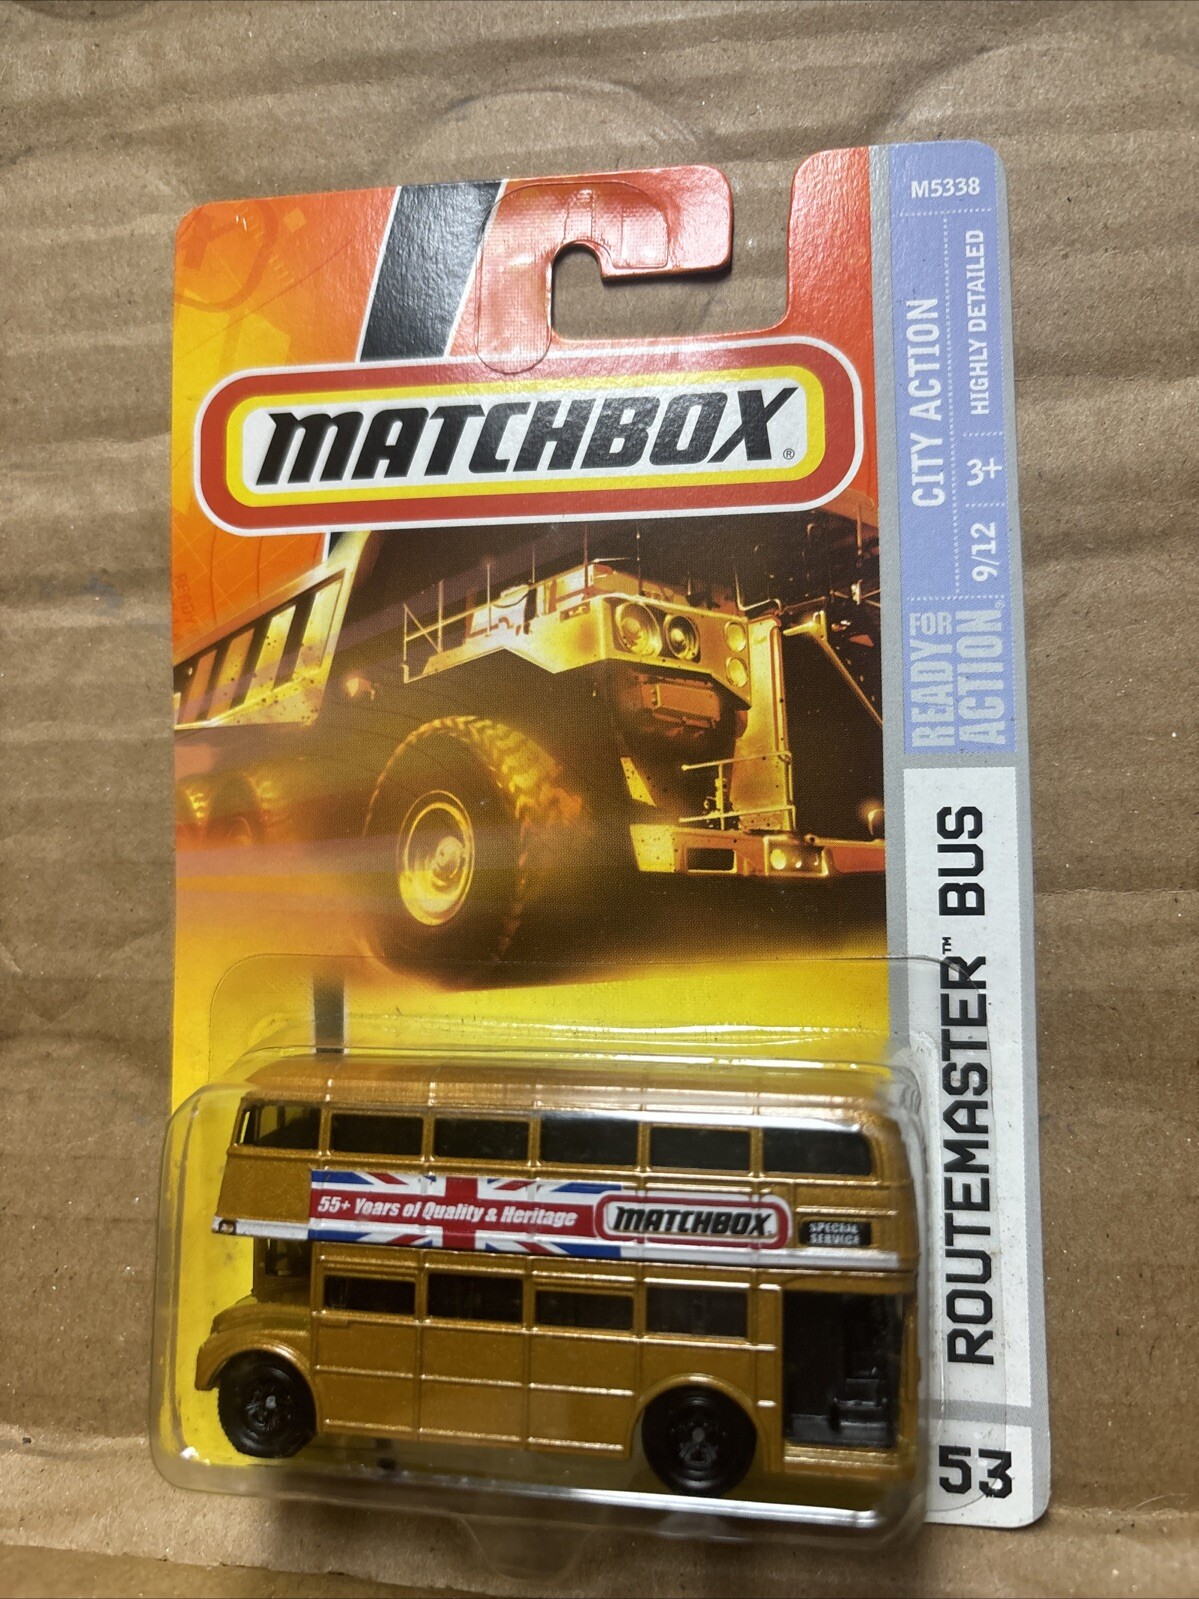 MATCHBOX®
M5338
CITY ACTION
HIGHLY DETAILED
3+
9/12
READY FOR
ACTION®
ROUTEMASTER™ BUS
53
55+ Years of Quality & Heritage
MATCHBOX
SPECIAL
SERVICE